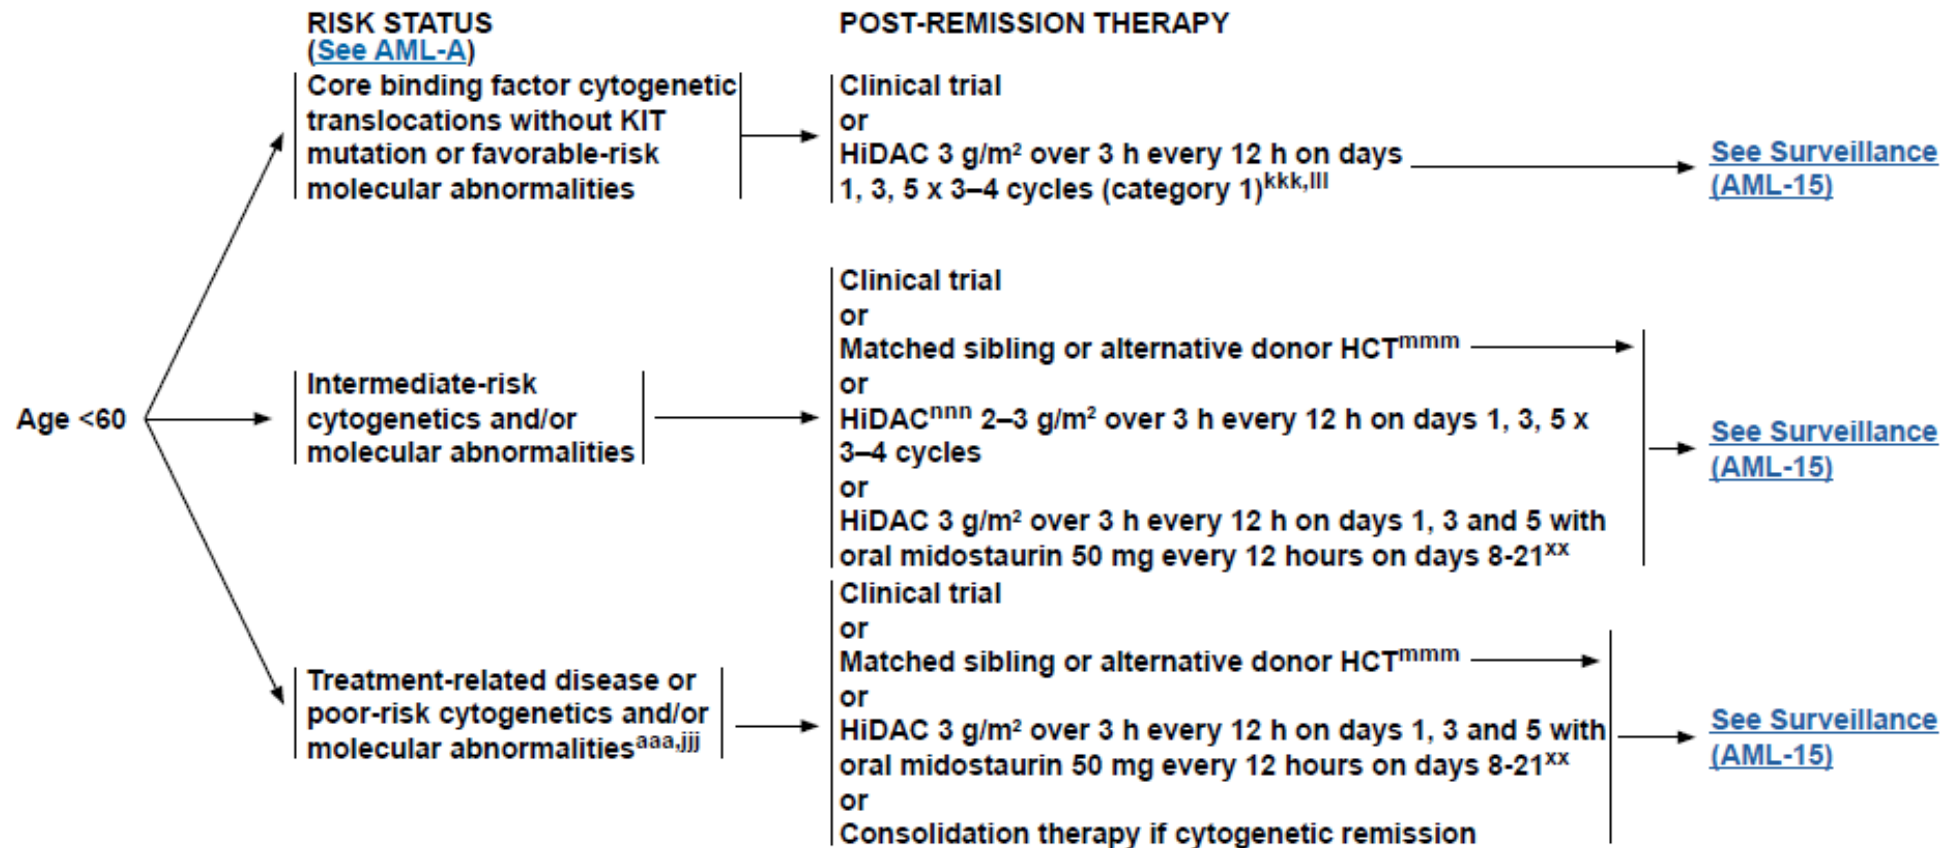 RISK STATUS
(See AML-A)
POST-REMISSION THERAPY
Age <60
Core binding factor cytogenetic
translocations without KIT
mutation or favorable-risk
molecular abnormalities
Clinical trial
or
HiDAC 3 g/m² over 3 h every 12 h on days
1, 3, 5 x 3–4 cycles (category 1)kkk,lll
See Surveillance
(AML-15)
Intermediate-risk
cytogenetics and/or
molecular abnormalities
Clinical trial
or
Matched sibling or alternative donor HCTmmm
or
HiDACnnn 2–3 g/m² over 3 h every 12 h on days 1, 3, 5 x
3–4 cycles
or
HiDAC 3 g/m² over 3 h every 12 h on days 1, 3 and 5 with
oral midostaurin 50 mg every 12 hours on days 8-21xx
See Surveillance
(AML-15)
Treatment-related disease or
poor-risk cytogenetics and/or
molecular abnormalitiesaaa,jjj
Clinical trial
or
Matched sibling or alternative donor HCTmmm
or
HiDAC 3 g/m² over 3 h every 12 h on days 1, 3 and 5 with
oral midostaurin 50 mg every 12 hours on days 8-21xx
or
Consolidation therapy if cytogenetic remission
See Surveillance
(AML-15)